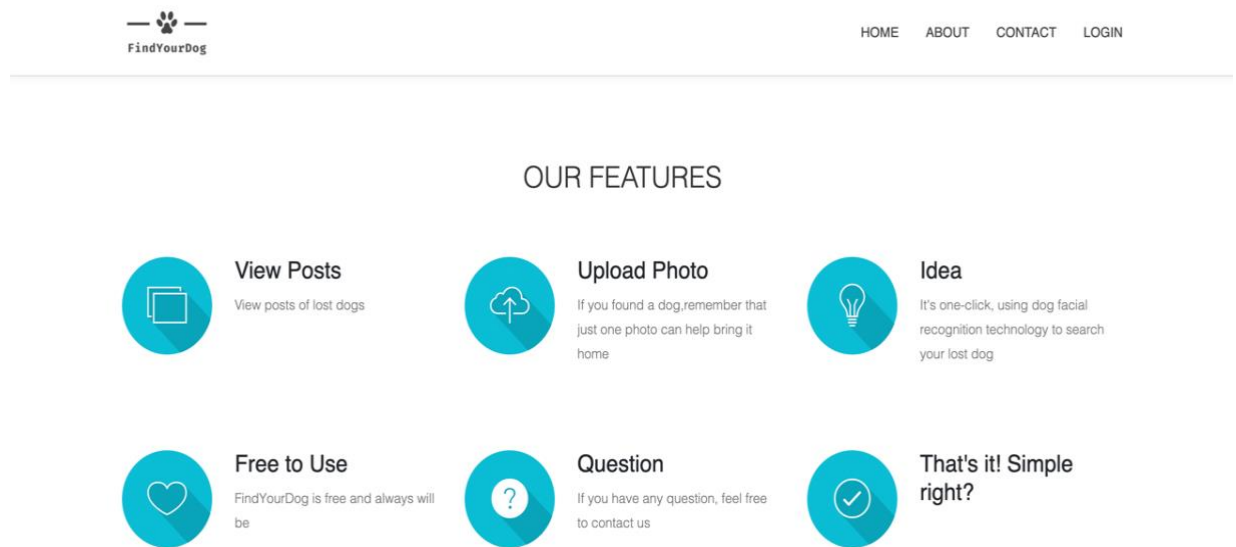 FindYourDog
HOME ABOUT CONTACT LOGIN
OUR FEATURES
View Posts
View posts of lost dogs
Upload Photo
If you found a dog,remember that
just one photo can help bring it
home
Idea
It's one-click, using dog facial
recognition technology to search
your lost dog
Free to Use
FindYourDog is free and always will
be
Question
?
If you have any question, feel free
to contact us
That's it! Simple
right?